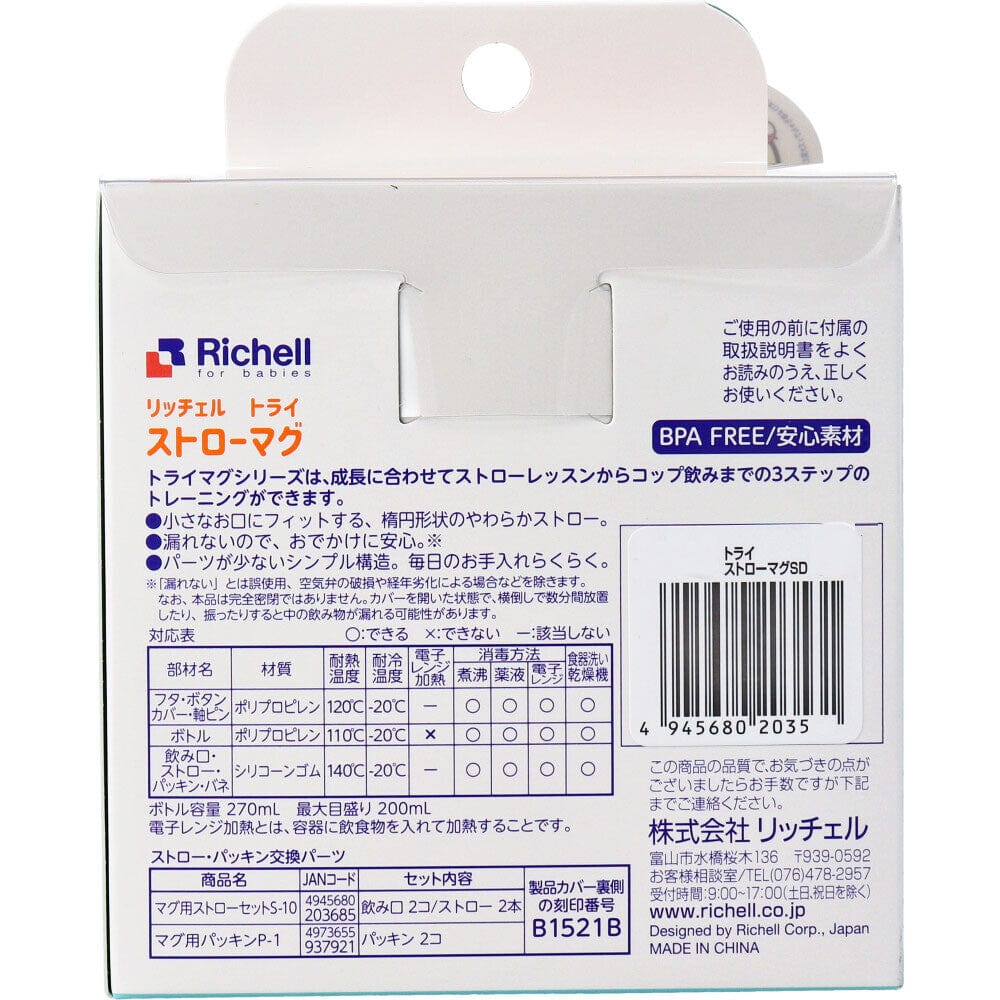 Richell
for babies
リッチェル トライ
ストローマグ
ご使用の前に付属の
取扱説明書をよく
お読みのうえ、正しく
お使いください。
BPA FREE/安心素材
トライマグシリーズは、成長に合わせてストローレッスンからコップ飲みまでの3ステップの
トレーニングができます。
●小さなお口にフィットする、楕円形状のやわらかストロー。
●漏れないので、おでかけに安心。※
●パーツが少ないシンプル構造。毎日のお手入れらくらく。
※「漏れない」とは誤使用、空気弁の破損や経年劣化による場合などを除きます。
なお、本品は完全密閉ではありません。カバーを開いた状態で、横倒しで数分間放置
したり、振ったりすると中の飲み物が漏れる可能性があります。
対応表 ○:できる ×:できない ー:該当しない
部材名 材質 耐熱温度 耐冷温度 電子レンジ加熱 消毒方法 煮沸 薬液 電子レンジ 食器洗い乾燥機
フタ・ボタンカバー・軸ピン ポリプロピレン 120℃ -20℃ ー ○ ○ ○ ○
ボトル ポリプロピレン 110℃ -20℃ × ○ ○ ○ ○
飲み口・ストロー・パッキン・バネ シリコーンゴム 140℃ -20℃ ー ○ ○ ○ ○
ボトル容量 270mL 最大目盛り 200mL
電子レンジ加熱とは、容器に飲食物を入れて加熱することです。
ストロー・パッキン交換パーツ
商品名 JANコード セット内容
マグ用ストローセットS-10 4945680 203685 飲み口 2コ/ストロー 2本
マグ用パッキンP-1 4973655 937921 パッキン 2コ
製品カバー裏側
の刻印番号
B1521B
トライ
ストローマグSD
4 945680 2035
この商品の品質で、お気づきの点が
ございましたらお手数ですが下記
までご連絡ください。
株式会社 リッチェル
富山市水橋桜木136 〒939-0592
お客様相談室/TEL(076)478-2957
受付時間:9:00~17:00(土日、祝日を除く)
www.richell.co.jp
Designed by Richell Corp., Japan
MADE IN CHINA